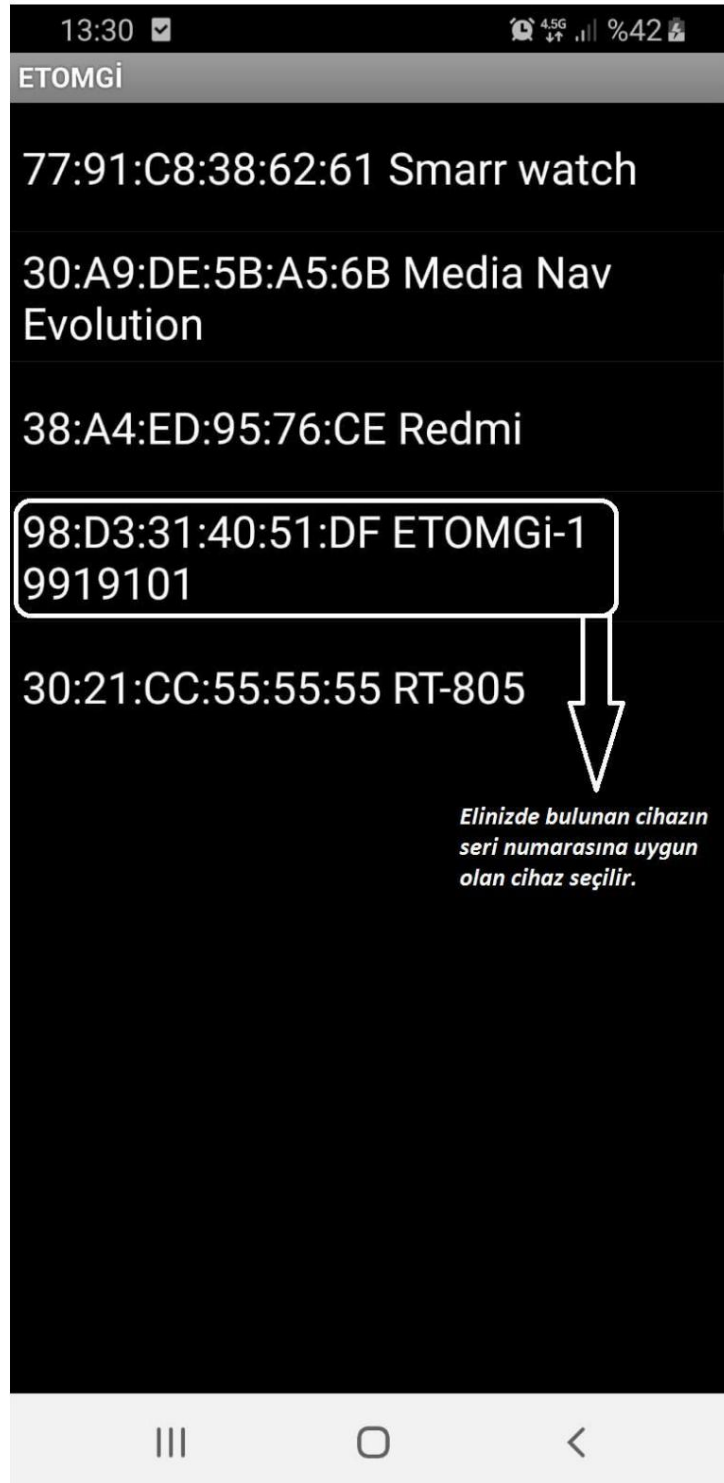 13:30
4.5G
%42
ETOMGİ
77:91:C8:38:62:61 Smarr watch
30:A9:DE:5B:A5:6B Media Nav
Evolution
38:A4:ED:95:76:CE Redmi
98:D3:31:40:51:DF ETOMGi-1
9919101
30:21:CC:55:55:55 RT-805
Elinizde bulunan cihazın
seri numarasına uygun
olan cihaz seçilir.